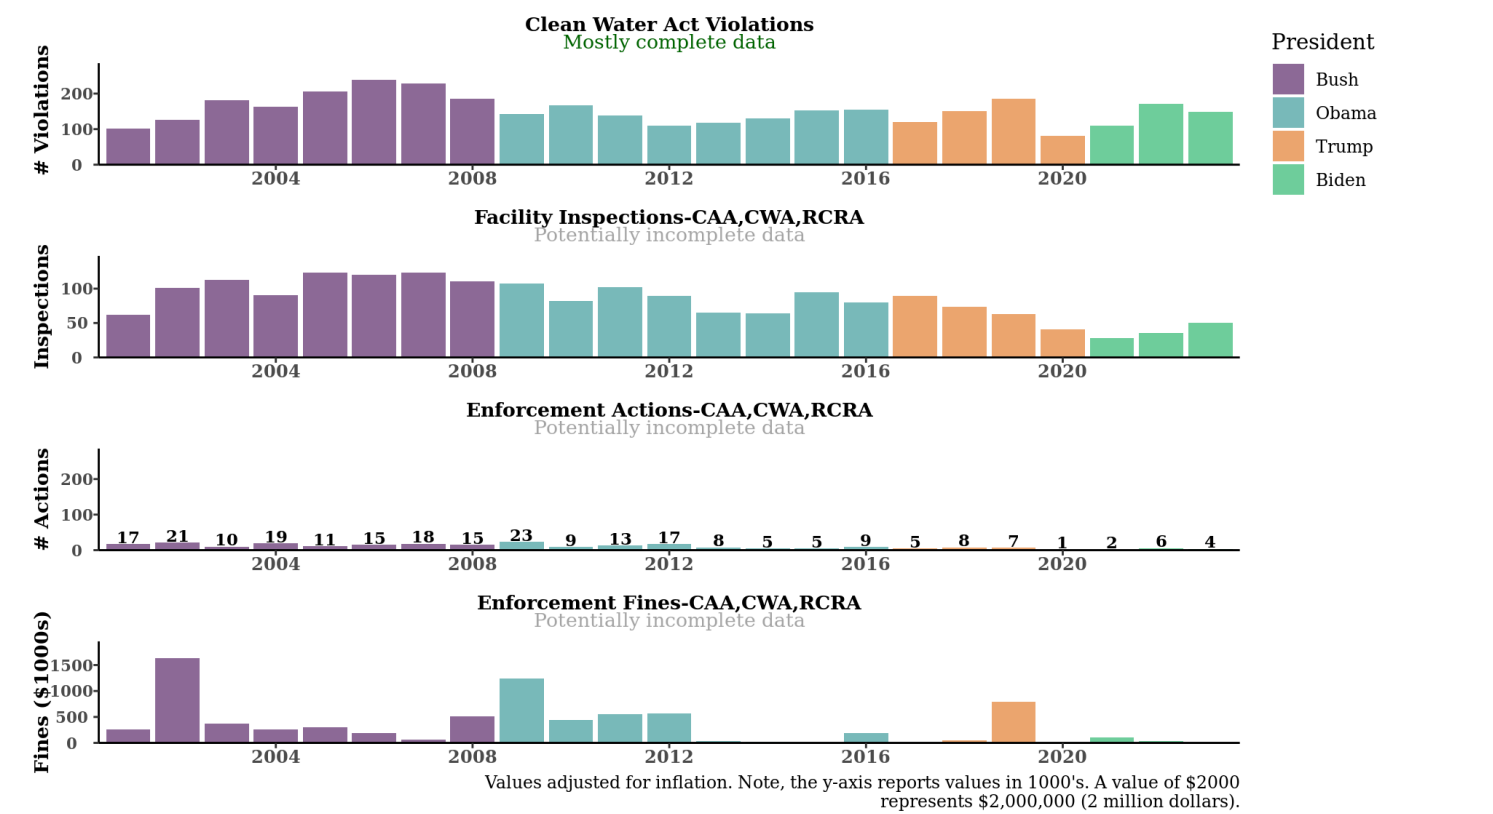 Clean Water Act Violations
Mostly complete data
# Violations
200
100
0
2004 2008 2012 2016 2020
President
Bush
Obama
Trump
Biden
Facility Inspections-CAA,CWA,RCRA
Potentially incomplete data
Inspections
100
50
0
2004 2008 2012 2016 2020
Enforcement Actions-CAA,CWA,RCRA
Potentially incomplete data
# Actions
200
100
0
17 21 10 19 11 15 18 15 23 9 13 17 8 5 5 9 5 8 7 1 2 6 4
2004 2008 2012 2016 2020
Enforcement Fines-CAA,CWA,RCRA
Potentially incomplete data
Fines ($1000s)
1500
1000
500
0
2004 2008 2012 2016 2020
Values adjusted for inflation. Note, the y-axis reports values in 1000's. A value of $2000
represents $2,000,000 (2 million dollars).